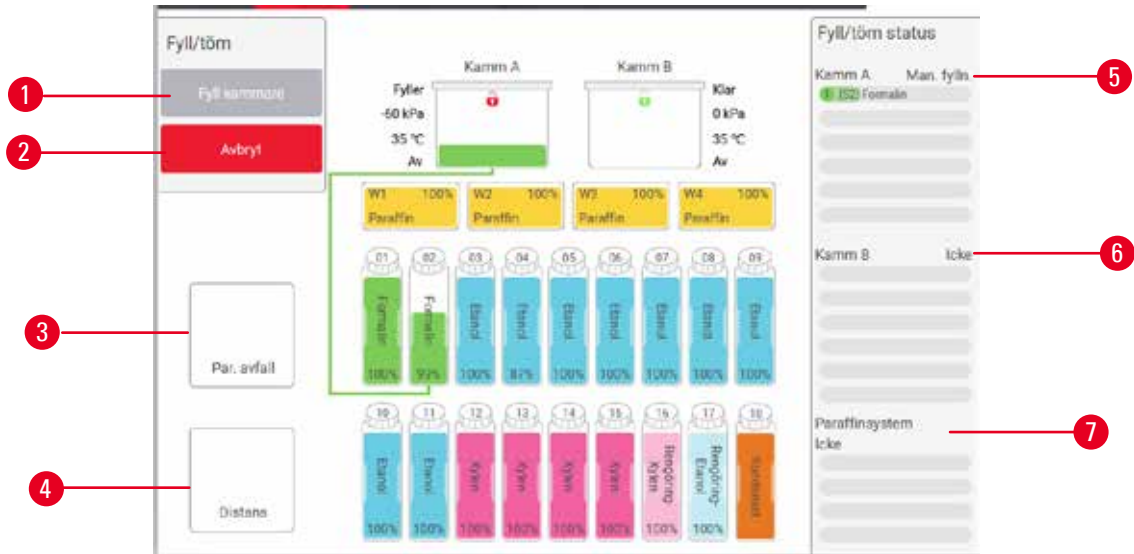 Fyll/töm
Fyll kammare
Avbryt
Par. avfall
Distans
1
2
3
4
Kamm A
Kamm B
Fyller
-60 kPa
35 °C
Av
Klar
0 kPa
35 °C
Av
W1 100%
Paraffin
W2 100%
Paraffin
W3 100%
Paraffin
W4 100%
Paraffin
01 02 03 04 05 06 07 08 09
Formalin Formalin Etanol Etanol Etanol Etanol Etanol Etanol Etanol
100% 99% 100% 87% 100% 100% 100% 100% 100%
10 11 12 13 14 15 16 17 18
Etanol Etanol Xylen Xylen Xylen Xylen Rengöring-Xylen Rengöring-Etanol
100% 100% 100% 100% 100% 100% 100% 100%
Fyll/töm status
Kamm A Man. fylln
(S2) Formalin
Kamm B Icke
Paraffinsystem
Icke
5
6
7